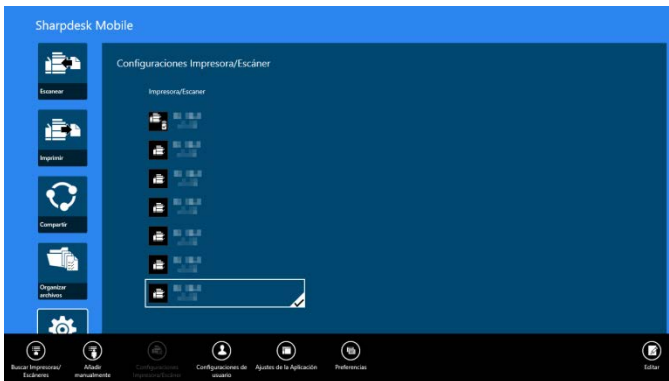 Sharpdesk Mobile
Configuraciones Impresora/Escáner
Escanear
Impresora/Escaner
Imprimir
Compartir
Organizar
archivos
Buscar Impresoras/
Escáneres
Añadir
manualmente
Configuraciones
Impresora/Escáner
Configuraciones de
usuario
Ajustes de la Aplicación
Preferencias
Editar